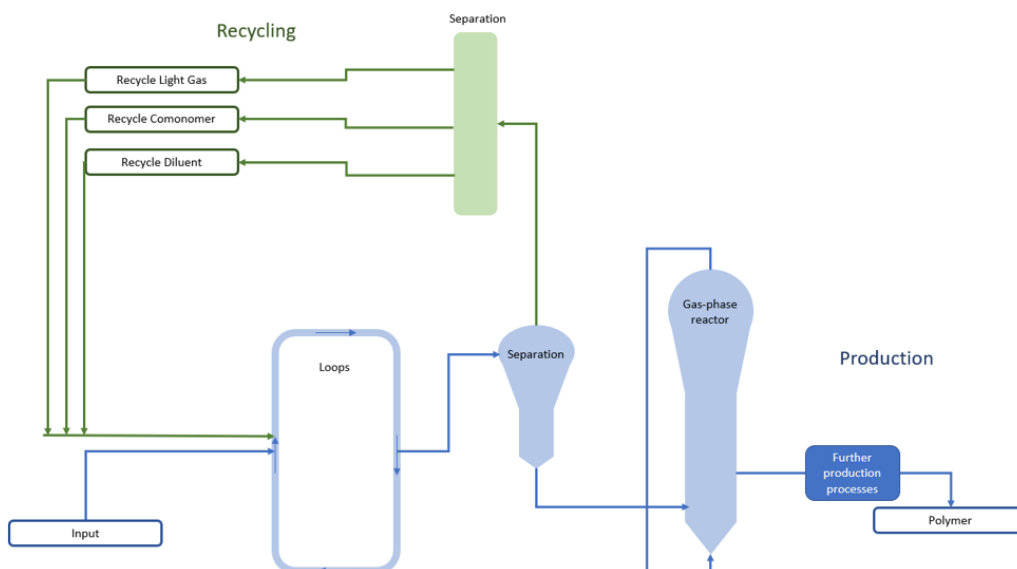 Separation
Recycling
Recycle Light Gas
Recycle Comonomer
Recycle Diluent
Gas-phase
reactor
Separation
Production
Loops
Further
production
processes
Input
Polymer